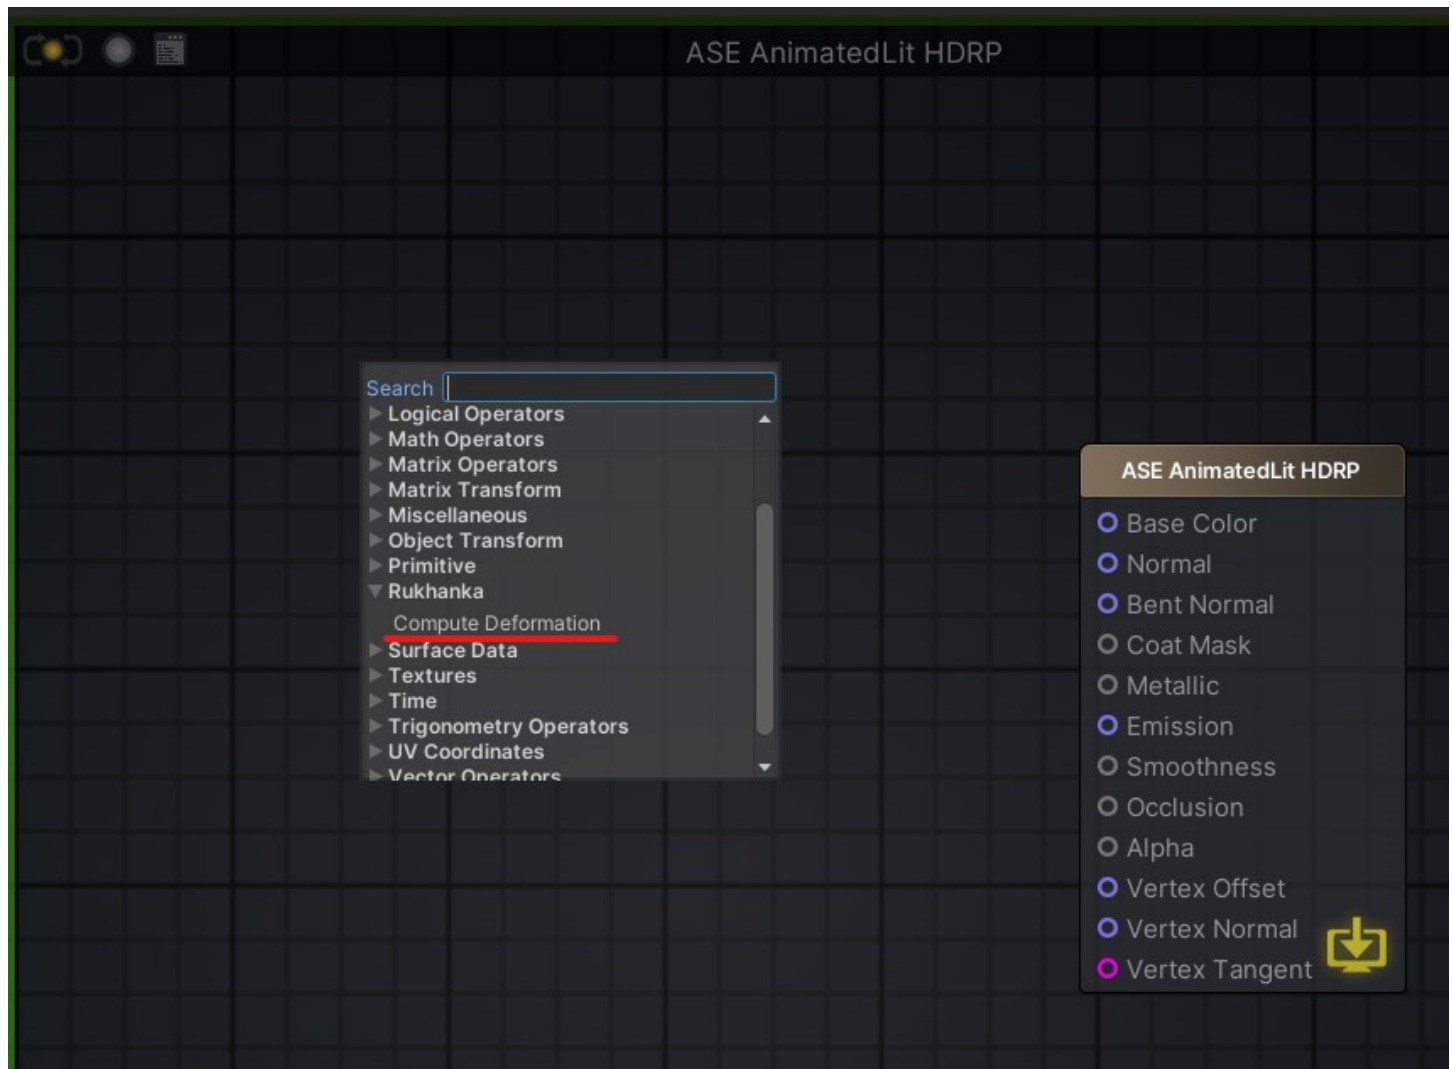 ASE AnimatedLit HDRP
Search
Logical Operators
Math Operators
Matrix Operators
Matrix Transform
Miscellaneous
Object Transform
Primitive
Rukhanka
Compute Deformation
Surface Data
Textures
Time
Trigonometry Operators
UV Coordinates
Vector Operators
ASE AnimatedLit HDRP
Base Color
Normal
Bent Normal
Coat Mask
Metallic
Emission
Smoothness
Occlusion
Alpha
Vertex Offset
Vertex Normal
Vertex Tangent